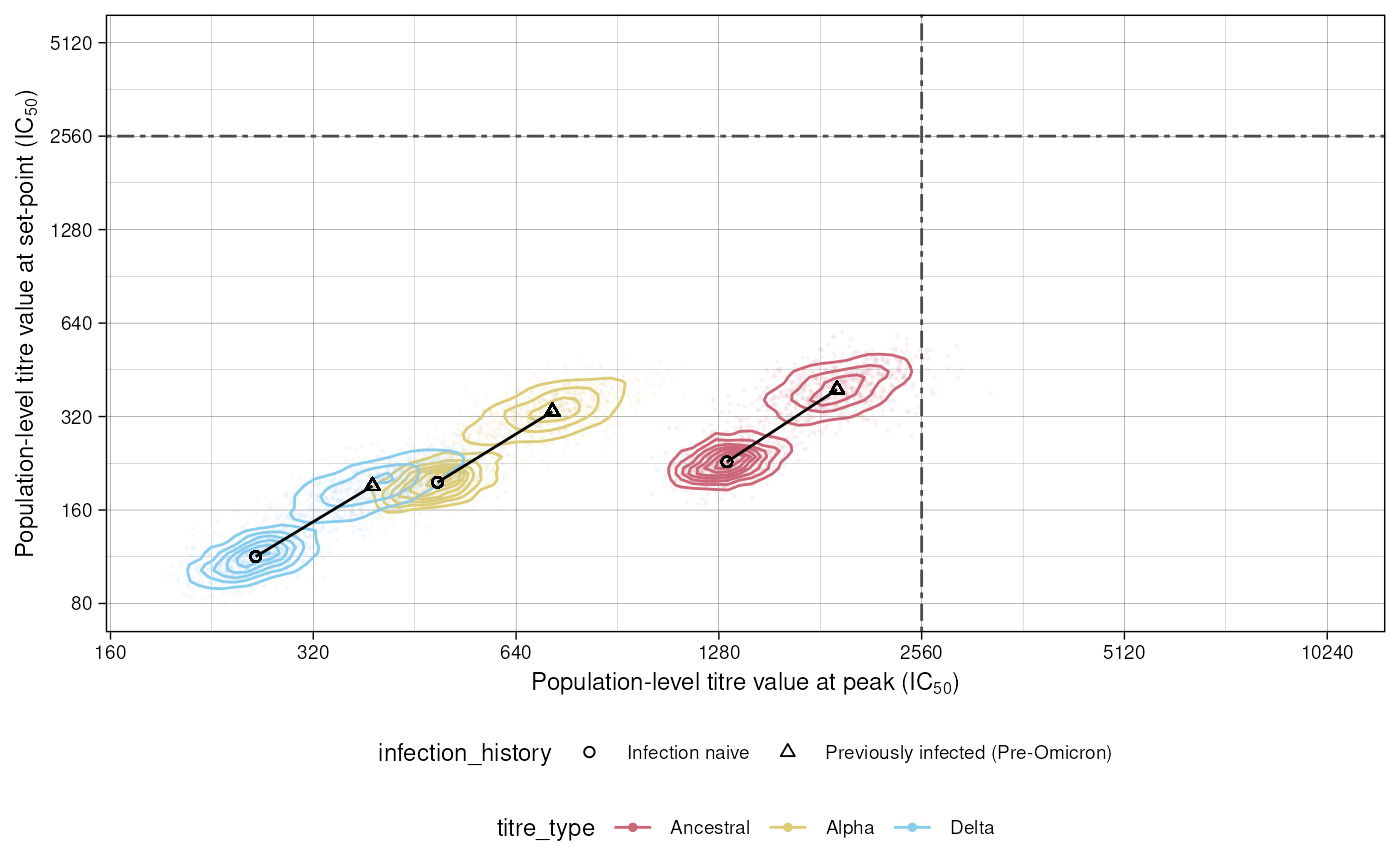 Population-level titre value at set-point (IC50)
5120
2560
1280
640
320
160
80
160 320 640 1280 2560 5120 10240
Population-level titre value at peak (IC50)
infection_history Infection naive Previously infected (Pre-Omicron)
titre_type Ancestral Alpha Delta